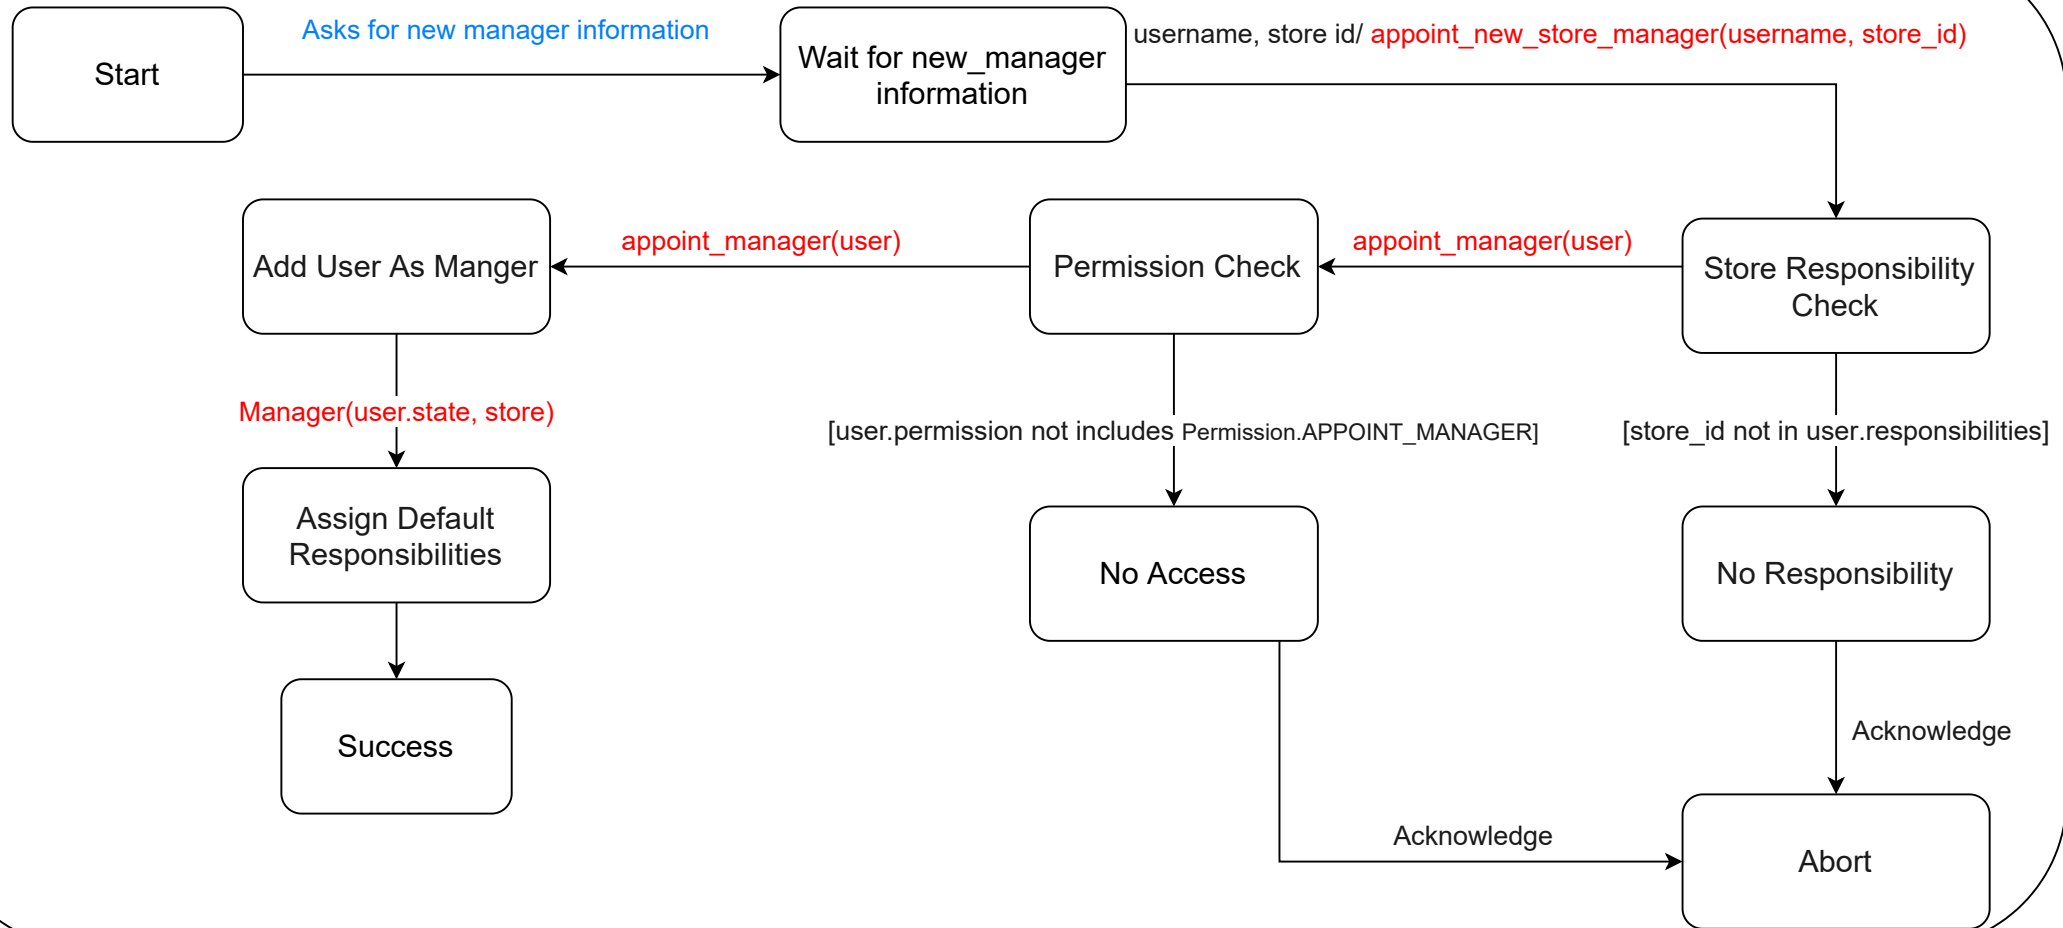 Asks for new manager information
username, store id/ appoint_new_store_manager(username, store_id)
Start
Wait for new_manager
information
appoint_manager(user)
appoint_manager(user)
Add User As Manger
Permission Check
Store Responsibility
Check
Manager(user.state, store)
[user.permission not includes Permission.APPOINT_MANAGER]
[store_id not in user.responsibilities]
Assign Default
Responsibilities
No Access
No Responsibility
Success
Acknowledge
Acknowledge
Abort